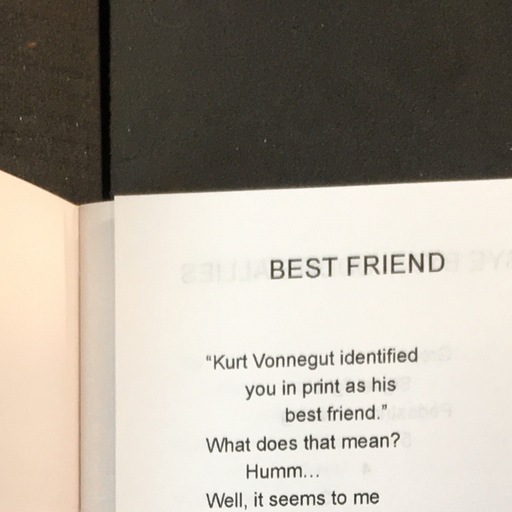 BEST FRIEND
“Kurt Vonnegut identified
you in print as his
best friend.”
What does that mean?
Humm...
Well, it seems to me